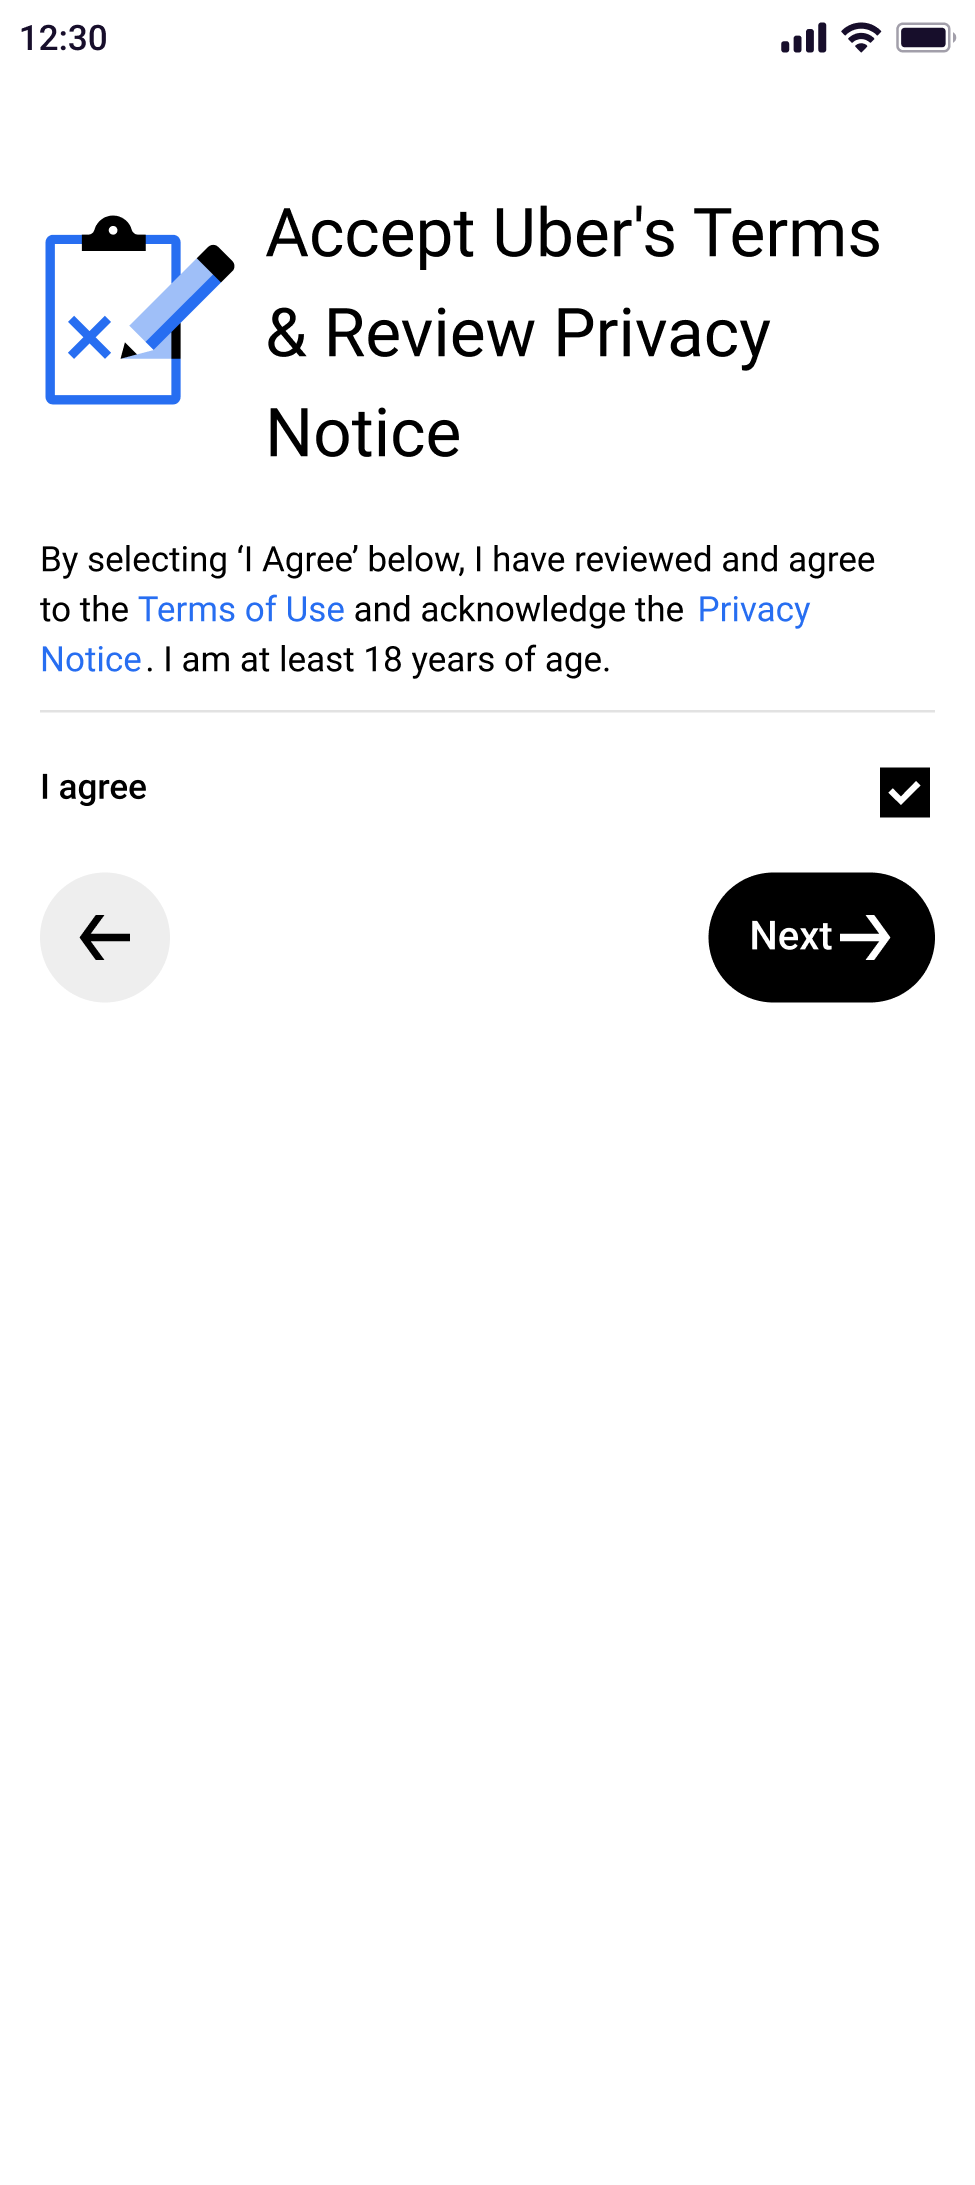 12:30
Accept Uber's Terms
& Review Privacy
Notice
By selecting ‘I Agree’ below, I have reviewed and agree
to the Terms of Use and acknowledge the Privacy
Notice. I am at least 18 years of age.
I agree
Next